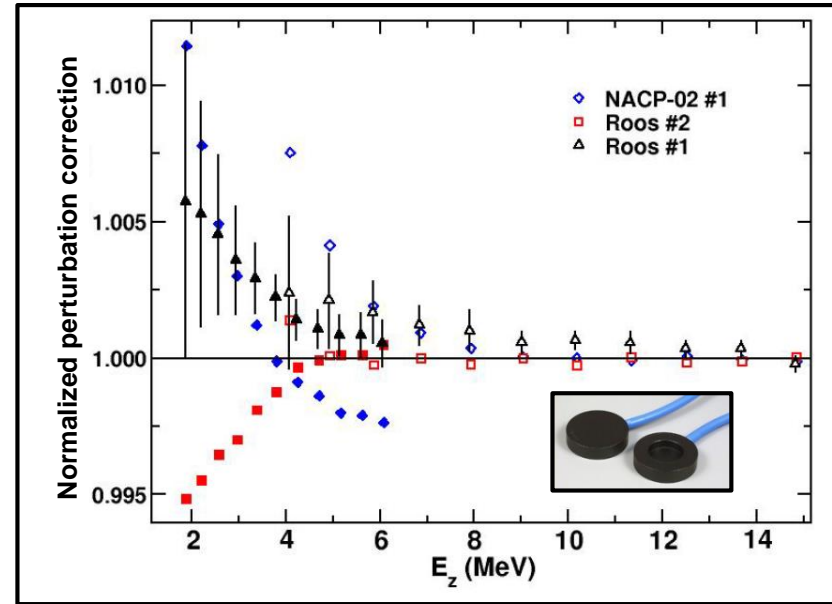 Normalized perturbation correction
1.010
1.005
1.000
0.995
NACP-02 #1
Roos #2
Roos #1
2 4 6 8 10 12 14
E_z (MeV)